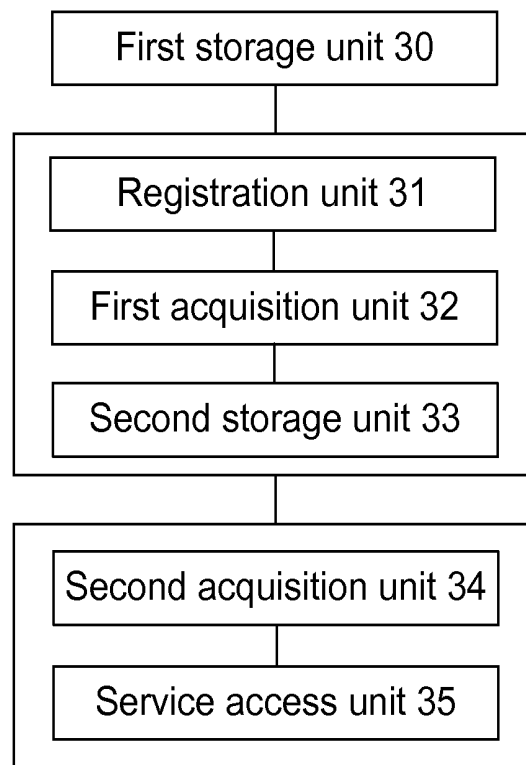 First storage unit 30
Registration unit 31
First acquisition unit 32
Second storage unit 33
Second acquisition unit 34
Service access unit 35